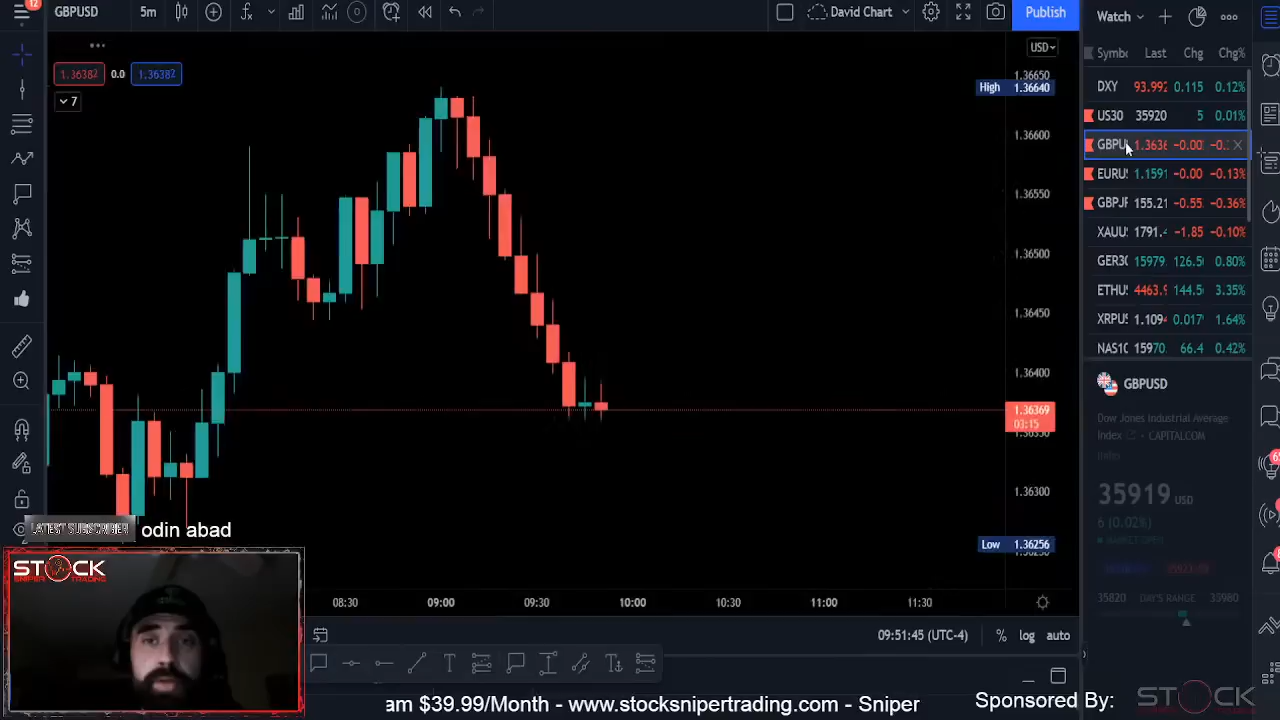 12
GBPUSD 5m David Chart Publish
1.36382 0.0 1.36382
7
USD
1.36650
High 1.36640
1.36600
1.36550
1.36500
1.36450
1.36400
1.36369
03:15
1.36300
Low 1.36256
08:30 09:00 09:30 10:00 10:30 11:00 11:30
09:51:45 (UTC-4) % log auto
Watch
Last Chg Chg%
DXY 93.992 0.115 0.12%
US30 35920 5 0.01%
GBPU 1.3636 -0.00
EURU 1.1591 -0.00 -0.13%
GBPJ 155.21 -0.55 -0.36%
XAUU 1791.4 -1.85 -0.10%
GER30 15979 126.5 0.80%
ETHU 4463.9 144.5 3.35%
XRPU 1.109 0.017 1.64%
NAS10 15970 66.4 0.42%
GBPUSD
Dow Jones Industrial Average
Index CAPITALCOM
Index
35919 USD
6 (0.02%)
MARKET OPEN
35820 DAY'S RANGE 35980
LATEST SUBSCRIBER odin abad
STOCK
SNIPER TRADING
am $39.99/Month - www.stocksnipertrading.com - Sniper
Sponsored By:
STOCK
SNIPER TRADING